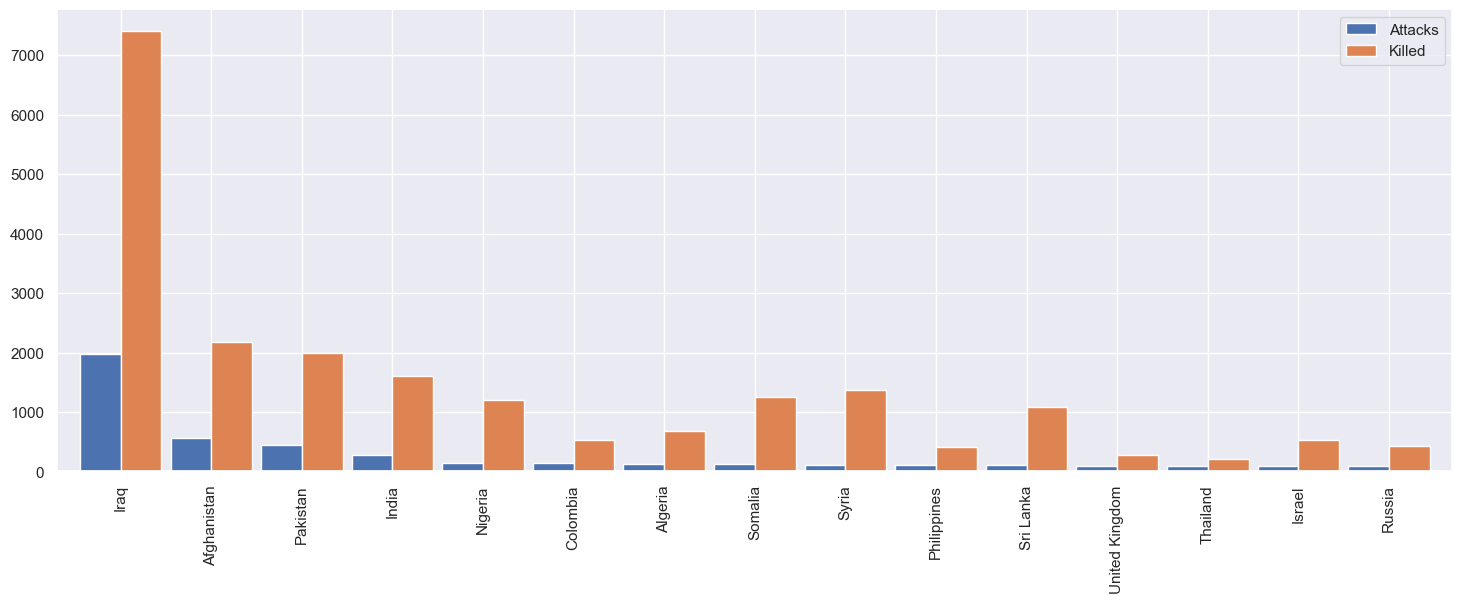 Attacks
Killed
7000
6000
5000
4000
3000
2000
1000
0
Iraq
Afghanistan
Pakistan
India
Nigeria
Colombia
Algeria
Somalia
Syria
Philippines
Sri Lanka
United Kingdom
Thailand
Israel
Russia